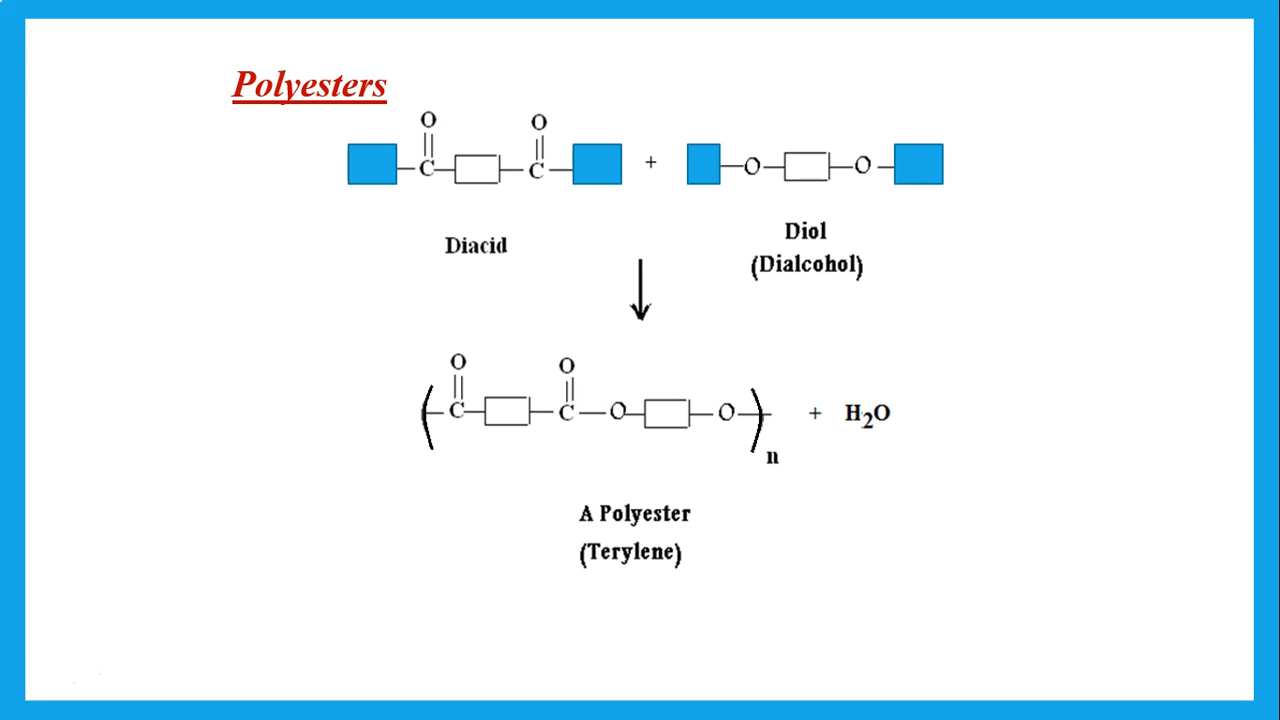 Polyesters
O O
C C + O O
Diacid
Diol
(Dialcohol)
O O
( C C O O )n + H₂O
A Polyester
(Terylene)